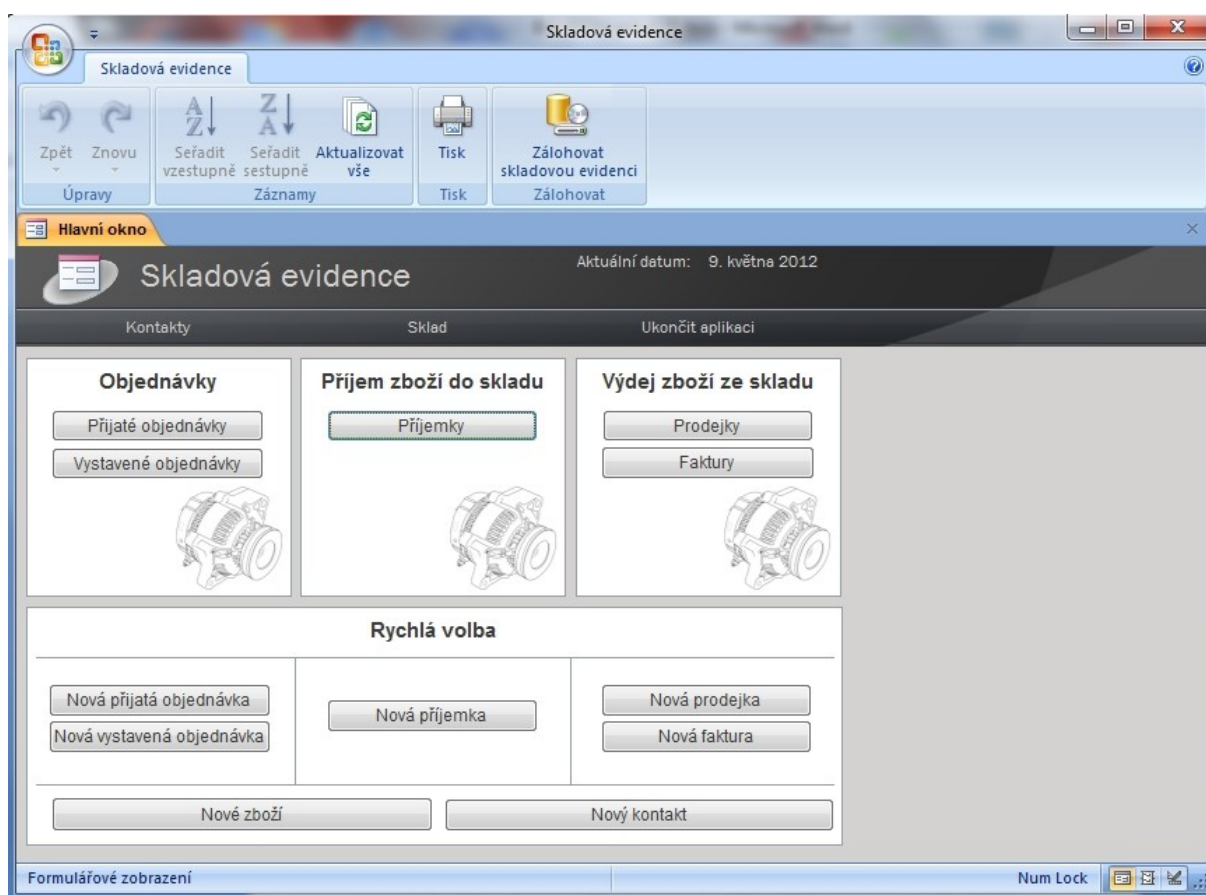 Skladová evidence
Skladová evidence
Zpět
Znovu
Seřadit
vzestupně
Seřadit
sestupně
Aktualizovat
vše
Tisk
Zálohovat
skladovou evidenci
Úpravy
Záznamy
Tisk
Zálohovat
Hlavní okno
Skladová evidence
Aktuální datum: 9. května 2012
Kontakty
Sklad
Ukončit aplikaci
Objednávky
Přijaté objednávky
Vystavené objednávky
Příjem zboží do skladu
Příjemky
Výdej zboží ze skladu
Prodejky
Faktury
Rychlá volba
Nová přijatá objednávka
Nová vystavená objednávka
Nová příjemka
Nová prodejka
Nová faktura
Nové zboží
Nový kontakt
Formulářové zobrazení
Num Lock